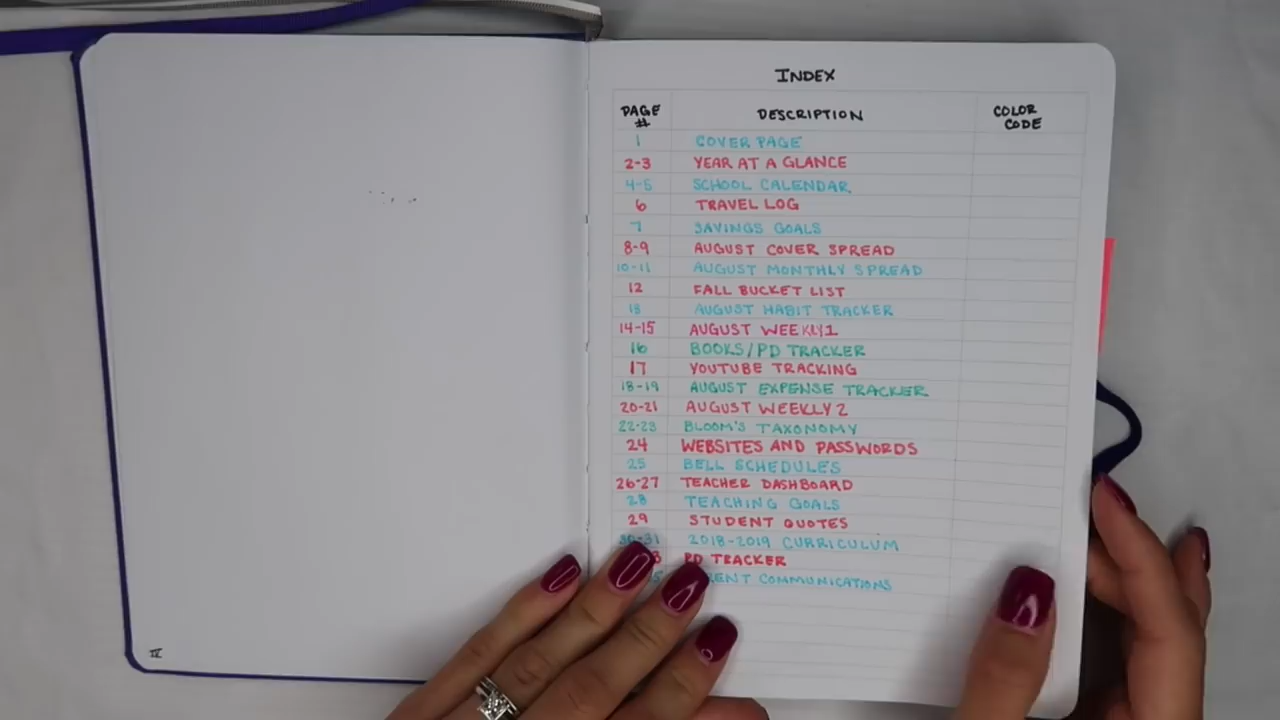 INDEX
PAGE # DESCRIPTION COLOR CODE
1 COVER PAGE
2-3 YEAR AT A GLANCE
4-5 SCHOOL CALENDAR
6 TRAVEL LOG
7 SAVINGS GOALS
8-9 AUGUST COVER SPREAD
10-11 AUGUST MONTHLY SPREAD
12 FALL BUCKET LIST
13 AUGUST HABIT TRACKER
14-15 AUGUST WEEKLY 1
16 BOOKS/PD TRACKER
17 YOUTUBE TRACKING
18-19 AUGUST EXPENSE TRACKER
20-21 AUGUST WEEKLY 2
22-23 BLOOM'S TAXONOMY
24 WEBSITES AND PASSWORDS
25 BELL SCHEDULES
26-27 TEACHER DASHBOARD
28 TEACHING GOALS
29 STUDENT QUOTES
30-31 2018-2019 CURRICULUM
PD TRACKER
COMMUNICATIONS
IV